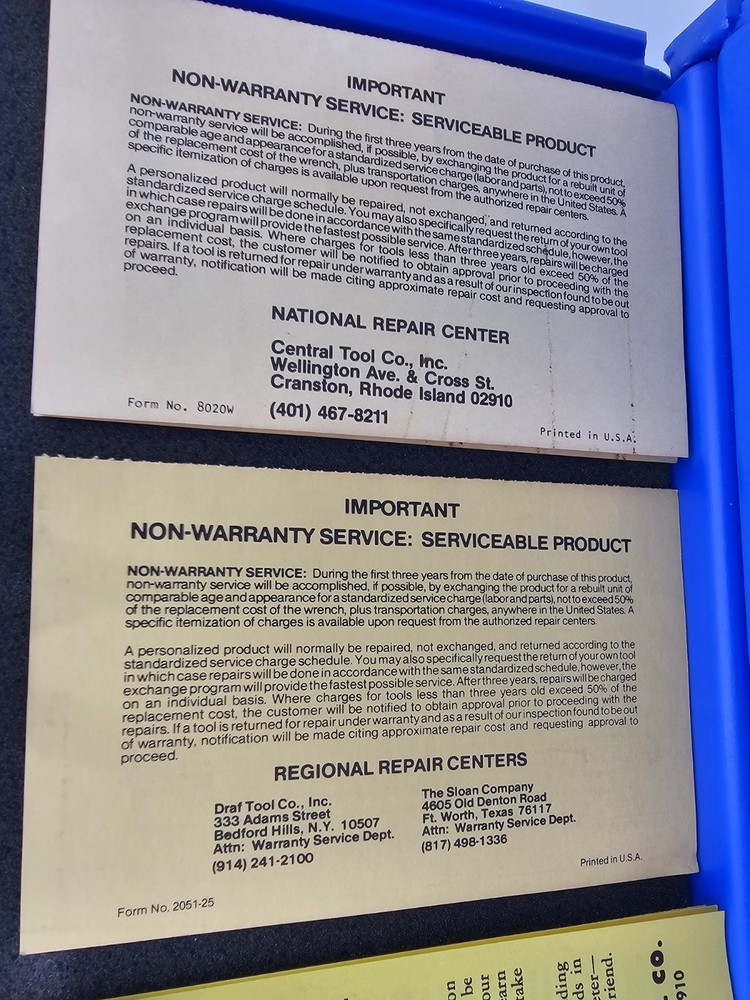 IMPORTANT
NON-WARRANTY SERVICE: SERVICEABLE PRODUCT
NON-WARRANTY SERVICE: During the first three years from the date of purchase of this product,
non-warranty service will be accomplished, if possible, by exchanging the product for a rebuilt unit of
comparable age and appearance for a standardized service charge (labor and parts), not to exceed 50%
of the replacement cost of the wrench, plus transportation charges, anywhere in the United States. A
specific itemization of charges is available upon request from the authorized repair centers.
A personalized product will normally be repaired, not exchanged, and returned according to the
standardized service charge schedule. You may also specifically request the return of your own tool
in which case repairs will be done in accordance with the same standardized schedule, however, the
exchange program will provide the fastest possible service. After three years, repairs will be charged
on an individual basis. Where charges for tools less than three years old exceed 50% of the
replacement cost, the customer will be notified to obtain approval prior to proceeding with the
repairs. If a tool is returned for repair under warranty and as a result of our inspection found to be out
of warranty, notification will be made citing approximate repair cost and requesting approval to
proceed.
NATIONAL REPAIR CENTER
Central Tool Co., Inc.
Wellington Ave. & Cross St.
Cranston, Rhode Island 02910
(401) 467-8211
Form No. 8020W
Printed in U.S.A.
IMPORTANT
NON-WARRANTY SERVICE: SERVICEABLE PRODUCT
NON-WARRANTY SERVICE: During the first three years from the date of purchase of this product,
non-warranty service will be accomplished, if possible, by exchanging the product for a rebuilt unit of
comparable age and appearance for a standardized service charge (labor and parts), not to exceed 50%
of the replacement cost of the wrench, plus transportation charges, anywhere in the United States. A
specific itemization of charges is available upon request from the authorized repair centers.
A personalized product will normally be repaired, not exchanged, and returned according to the
standardized service charge schedule. You may also specifically request the return of your own tool
in which case repairs will be done in accordance with the same standardized schedule, however, the
exchange program will provide the fastest possible service. After three years, repairs will be charged
on an individual basis. Where charges for tools less than three years old exceed 50% of the
replacement cost, the customer will be notified to obtain approval prior to proceeding with the
repairs. If a tool is returned for repair under warranty and as a result of our inspection found to be out
of warranty, notification will be made citing approximate repair cost and requesting approval to
proceed.
REGIONAL REPAIR CENTERS
Draf Tool Co., Inc.
333 Adams Street
Bedford Hills, N.Y. 10507
Attn: Warranty Service Dept.
(914) 241-2100
The Sloan Company
4605 Old Denton Road
Ft. Worth, Texas 76117
Attn: Warranty Service Dept.
(817) 498-1336
Printed in U.S.A.
Form No. 2051-25
be
our
take
ds in
riend.
CO.
910